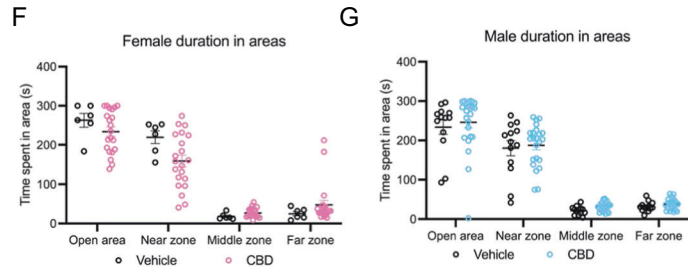 F
Female duration in areas
Time spent in area (s)
400
300
200
100
0
Open area Near zone Middle zone Far zone
Vehicle CBD
G
Male duration in areas
Time spent in area (s)
400
300
200
100
0
Open area Near zone Middle zone Far zone
Vehicle CBD